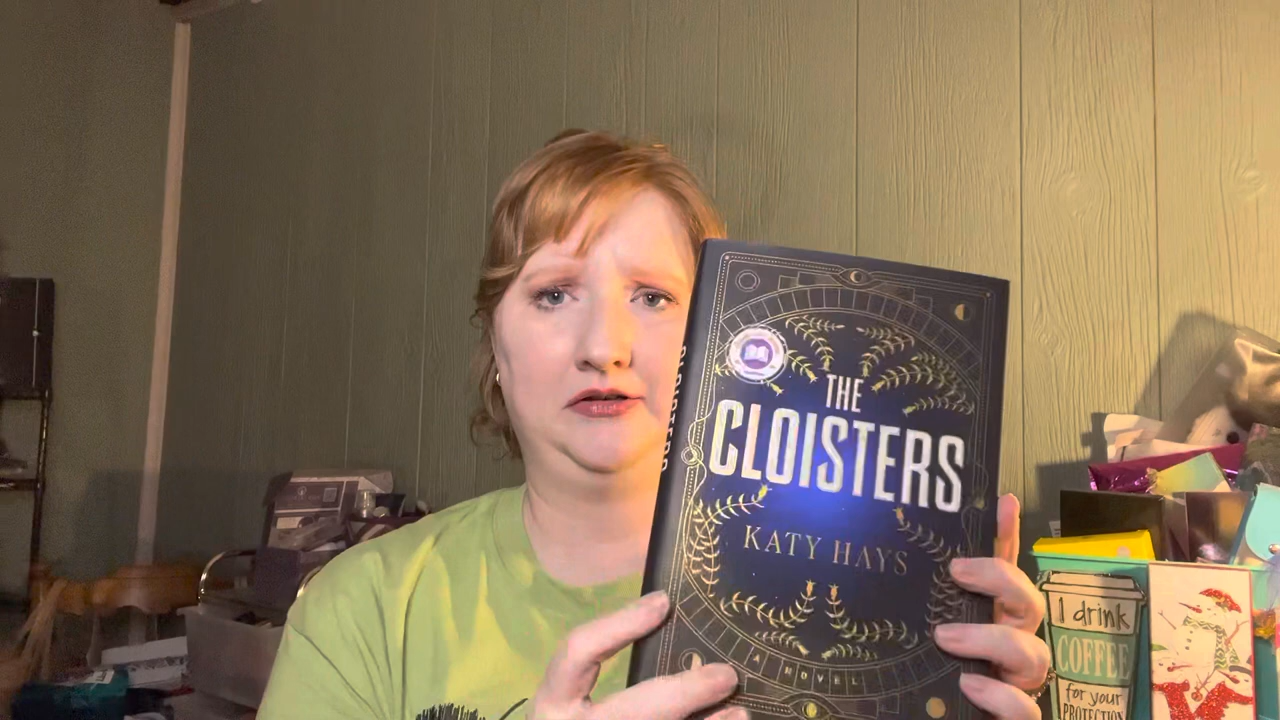 THE
CLOISTERS
KATY HAYS
A NOVEL
I drink
COFFEE
for your
PROTECTION